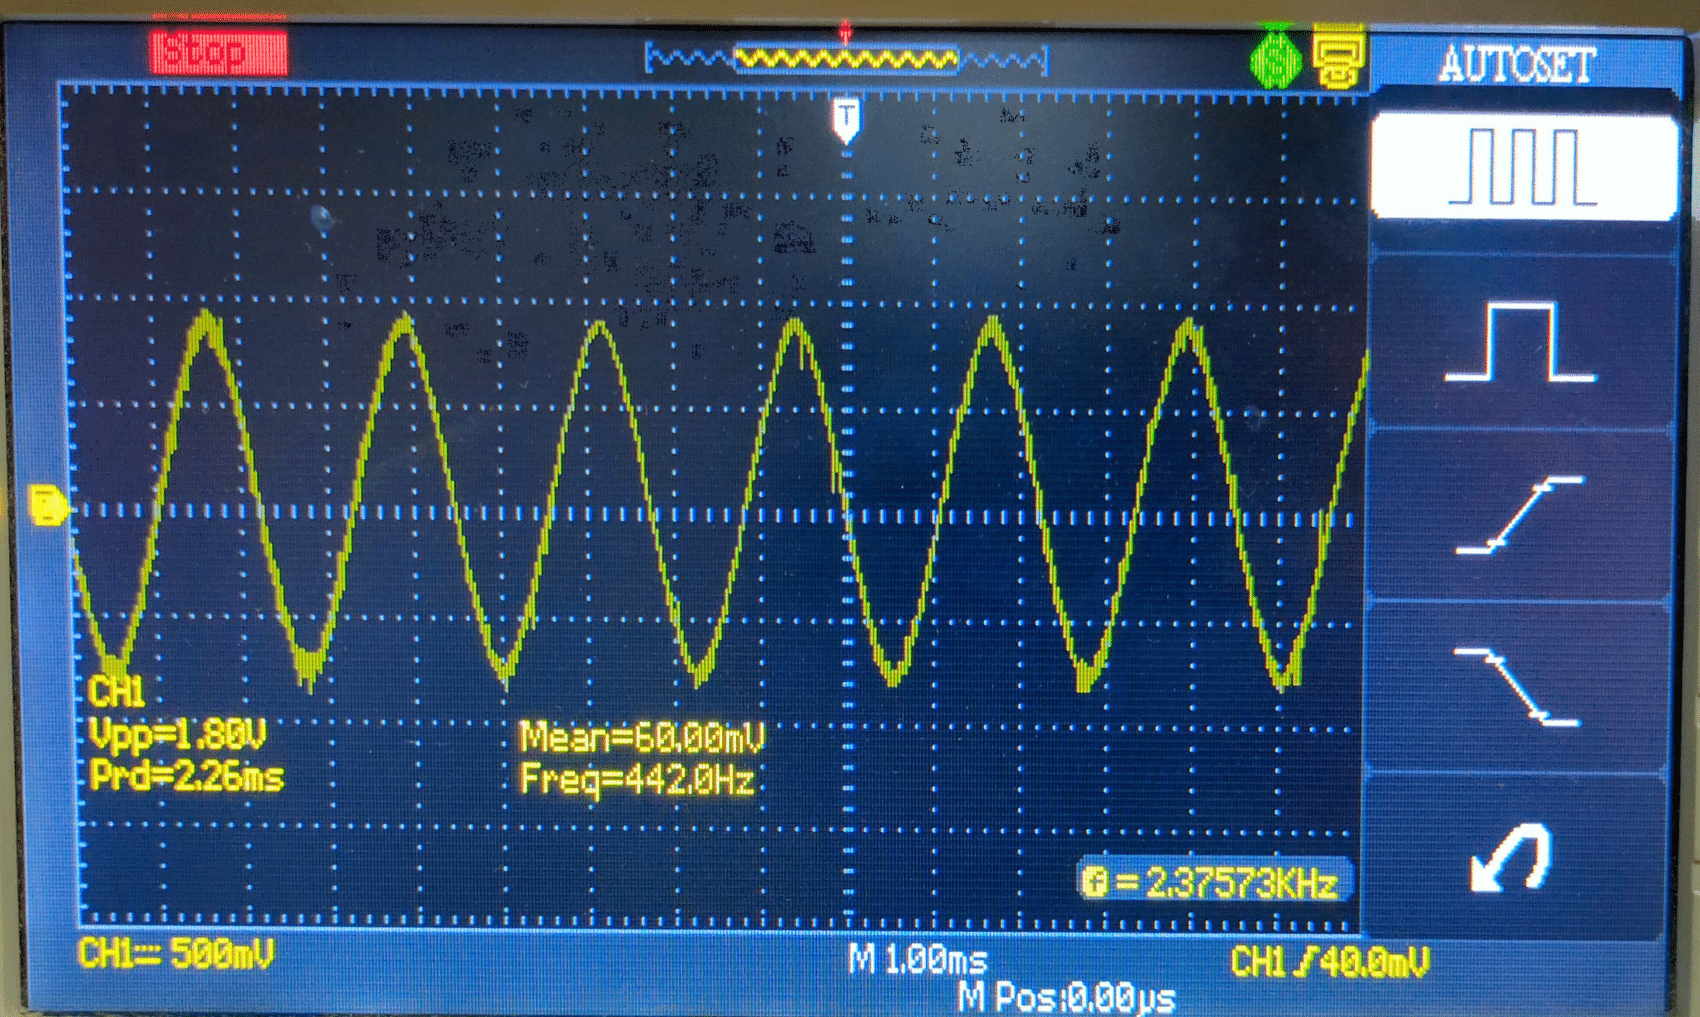 Stop
AUTOSET
T
CH1
Vpp=1.80V
Mean=60.00mV
Prd=2.26ms
Freq=442.0Hz
f = 2.37573KHz
CH1 500mV
M 1.00ms
CH1 40.0mV
M Pos:0.00µs